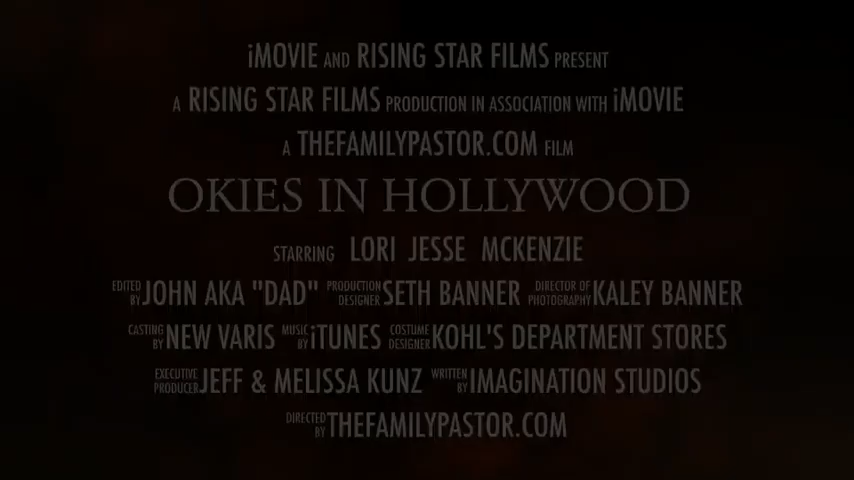 iMOVIE AND RISING STAR FILMS PRESENT
A RISING STAR FILMS PRODUCTION IN ASSOCIATION WITH iMOVIE
A THEFAMILYPASTOR.COM FILM
OKIES IN HOLLYWOOD
STARRING LORI JESSE MCKENZIE
EDITED BY JOHN AKA "DAD" PRODUCTION DESIGNER SETH BANNER DIRECTOR OF PHOTOGRAPHY KALEY BANNER
CASTING BY NEW VARIS MUSIC BY iTUNES COSTUME DESIGNER KOHL'S DEPARTMENT STORES
EXECUTIVE PRODUCER JEFF & MELISSA KUNZ WRITTEN BY IMAGINATION STUDIOS
DIRECTED BY THEFAMILYPASTOR.COM